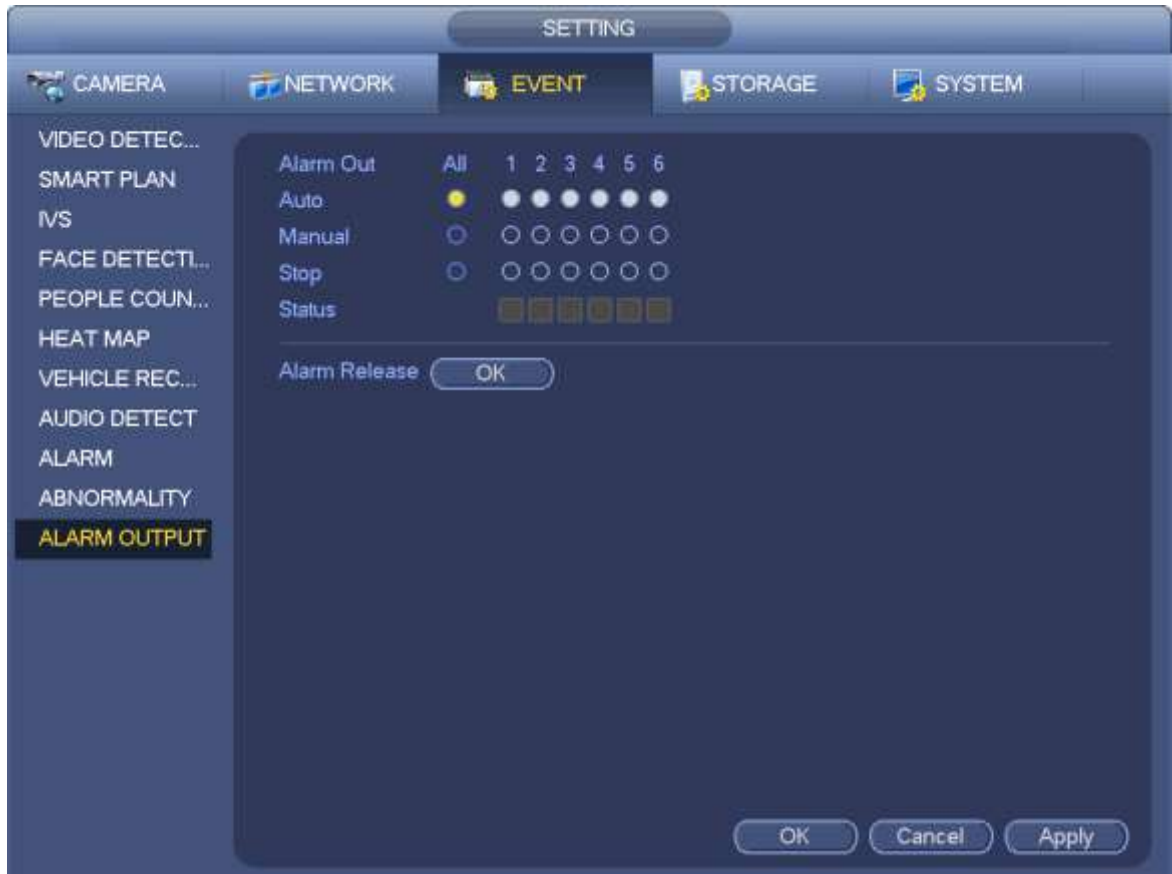 SETTING
CAMERA NETWORK EVENT STORAGE SYSTEM
VIDEO DETEC...
SMART PLAN
IVS
FACE DETECTI...
PEOPLE COUN...
HEAT MAP
VEHICLE REC...
AUDIO DETECT
ALARM
ABNORMALITY
ALARM OUTPUT
Alarm Out All 1 2 3 4 5 6
Auto
Manual
Stop
Status
Alarm Release OK
OK Cancel Apply